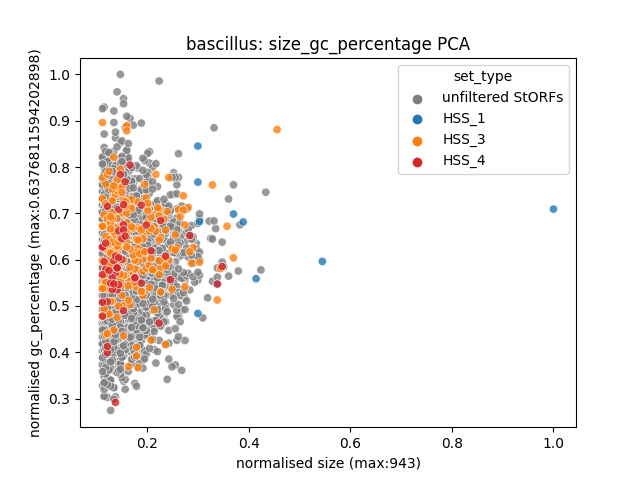 bascillus: size_gc_percentage PCA
set_type
unfiltered StORFs
HSS_1
HSS_3
HSS_4
normalised gc_percentage (max:0.6376811594202898)
1.0
0.9
0.8
0.7
0.6
0.5
0.4
0.3
0.2
0.4
0.6
0.8
1.0
normalised size (max:943)